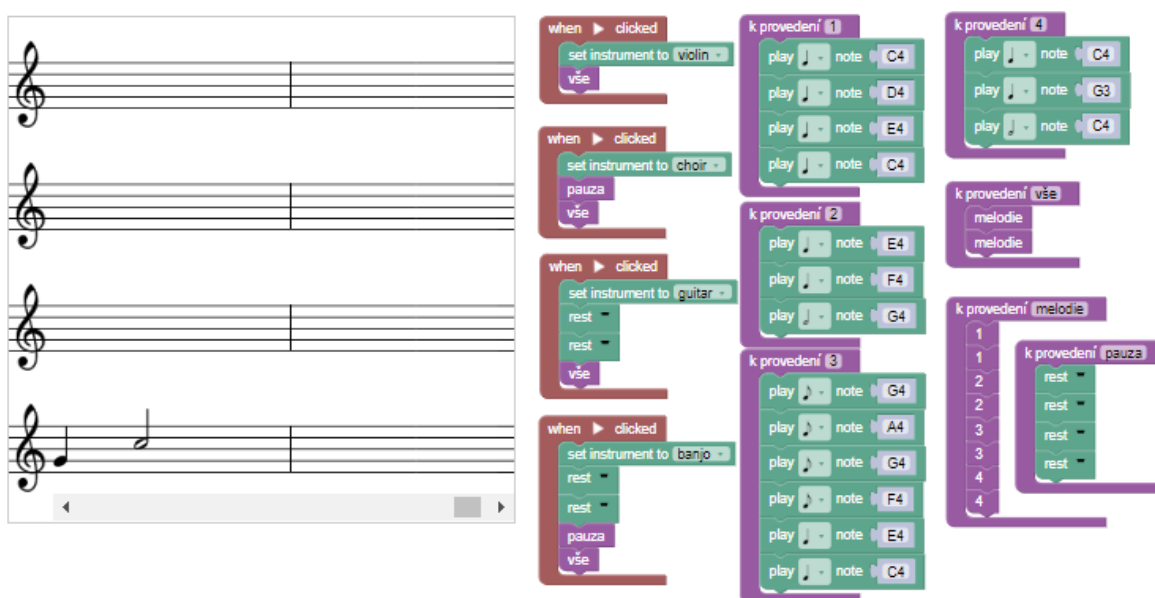 when clicked
set instrument to violin
vše
when clicked
set instrument to choir
pauza
vše
when clicked
set instrument to guitar
rest
rest
vše
when clicked
set instrument to banjo
rest
rest
pauza
vše
k provedení 1
play note C4
play note D4
play note E4
play note C4
k provedení 2
play note E4
play note F4
play note G4
k provedení 3
play note G4
play note A4
play note G4
play note F4
play note E4
play note C4
k provedení 4
play note C4
play note G3
play note C4
k provedení vše
melodie
melodie
k provedení melodie
1
1
2
2
3
3
4
4
k provedení pauza
rest
rest
rest
rest